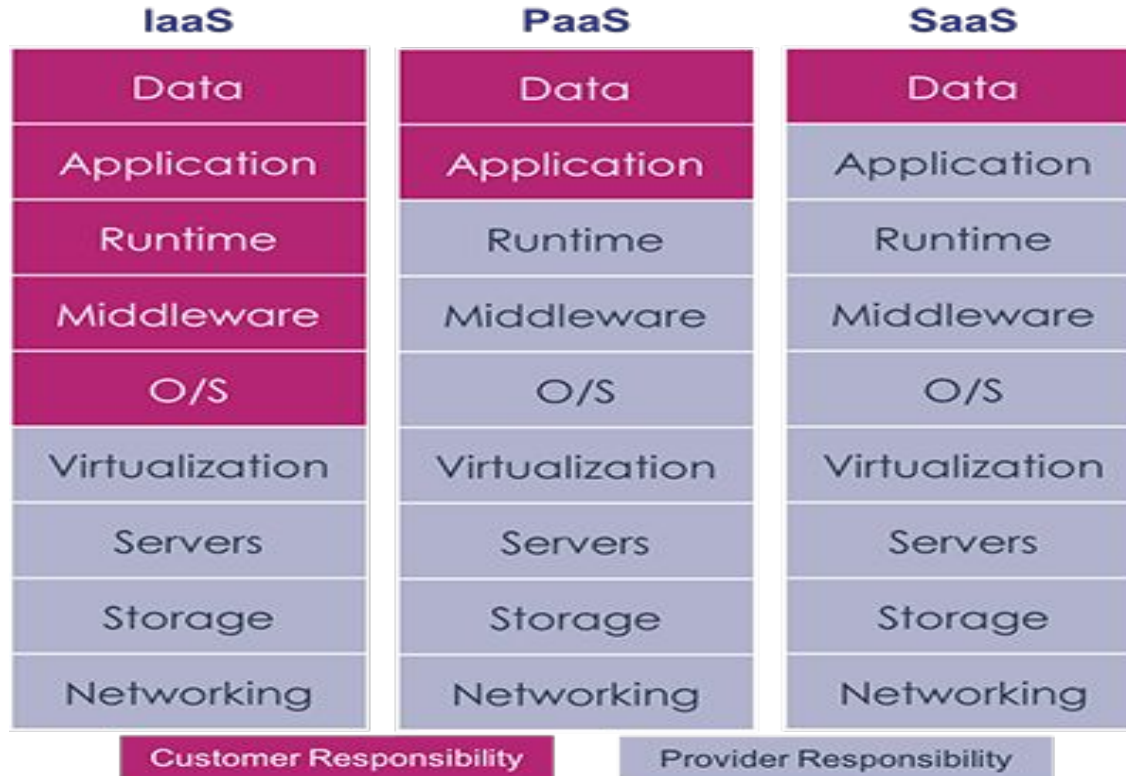 IaaS PaaS SaaS
Data Data Data
Application Application Application
Runtime Runtime Runtime
Middleware Middleware Middleware
O/S O/S O/S
Virtualization Virtualization Virtualization
Servers Servers Servers
Storage Storage Storage
Networking Networking Networking
Customer Responsibility Provider Responsibility